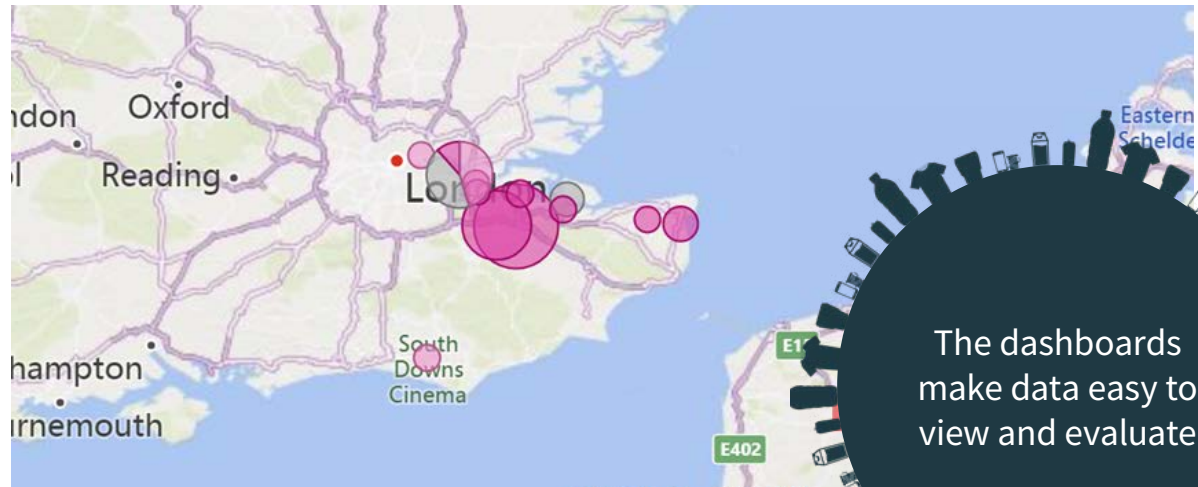 Oxford
ndon
Reading
London
Eastern
Schelde
South
Downs
Cinema
hampton
urnemouth
E402
The dashboards
make data easy to
view and evaluate